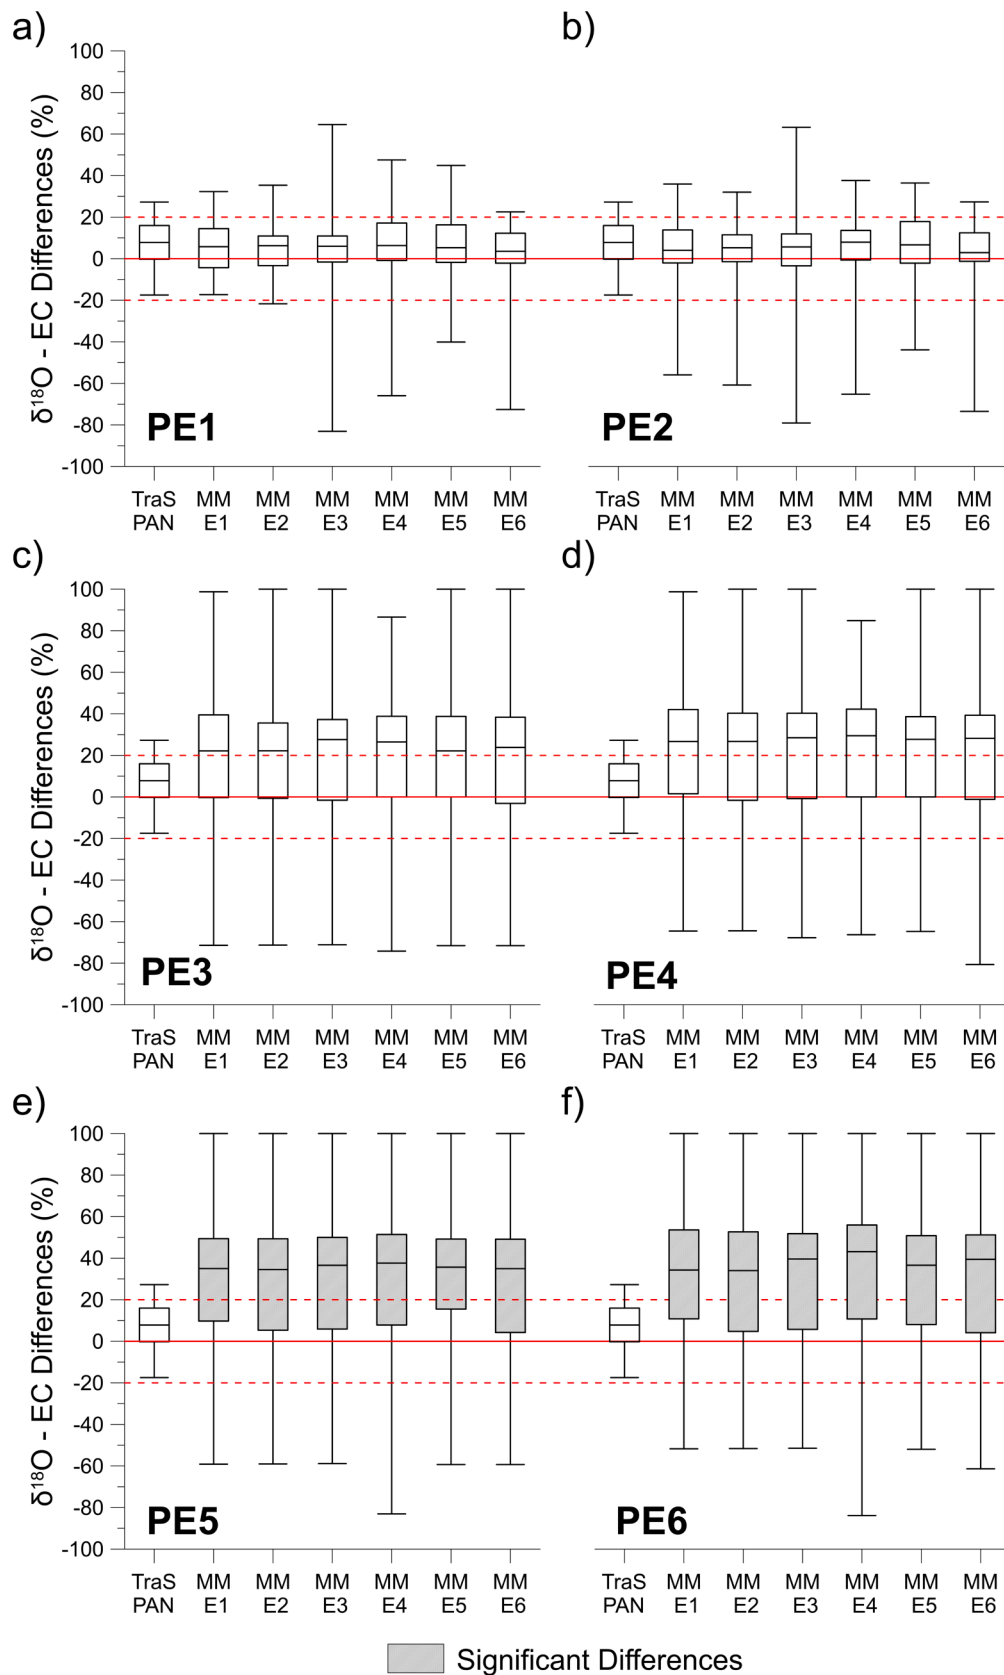 a)
b)
100
80
60
40
20
0
-20
-40
-60
-80
-100
δ¹⁸O - EC Differences (%)
PE1
PE2
TraS MM MM MM MM MM MM
PAN E1 E2 E3 E4 E5 E6
TraS MM MM MM MM MM MM
PAN E1 E2 E3 E4 E5 E6
c)
d)
100
80
60
40
20
0
-20
-40
-60
-80
-100
δ¹⁸O - EC Differences (%)
PE3
PE4
TraS MM MM MM MM MM MM
PAN E1 E2 E3 E4 E5 E6
TraS MM MM MM MM MM MM
PAN E1 E2 E3 E4 E5 E6
e)
f)
100
80
60
40
20
0
-20
-40
-60
-80
-100
δ¹⁸O - EC Differences (%)
PE5
PE6
TraS MM MM MM MM MM MM
PAN E1 E2 E3 E4 E5 E6
TraS MM MM MM MM MM MM
PAN E1 E2 E3 E4 E5 E6
Significant Differences